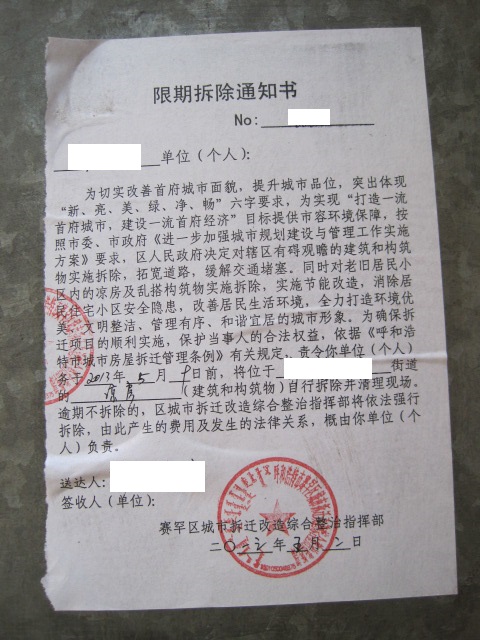 限期拆除通知书
No:
单位（个人）：
为切实改善首府城市面貌，提升城市品位，突出体现
“新、亮、美、绿、净、畅”六字要求，为实现“打造一流
首府城市，建设一流首府经济”目标提供市容环境保障，按
照市委、市政府《进一步加强城市规划建设与管理工作实施
方案》要求，区人民政府决定对辖区有碍观瞻的建筑和构筑
物实施拆除，拓宽道路，缓解交通堵塞。同时对老旧居民小
区内的凉房及乱搭构筑物实施拆除，实施节能改造，消除居
民住宅小区安全隐患，改善居民生活环境，全力打造环境优
美、文明整洁、管理有序、和谐宜居的城市形象。为确保拆
迁项目的顺利实施，保护当事人的合法权益，依据《呼和浩
特市城市房屋拆迁管理条例》有关规定，责令你单位（个人）
务于2013年5月9日前，将位于 街道
的 凉房 （建筑和构筑物）自行拆除并清理现场。
逾期不拆除的，区城市拆迁改造综合整治指挥部将依法强行
拆除，由此产生的费用及发生的法律关系，概由你单位（个
人）负责。
送达人：
签收人（单位）：
赛罕区城市拆迁改造综合整治指挥部
二〇一三年五月二日